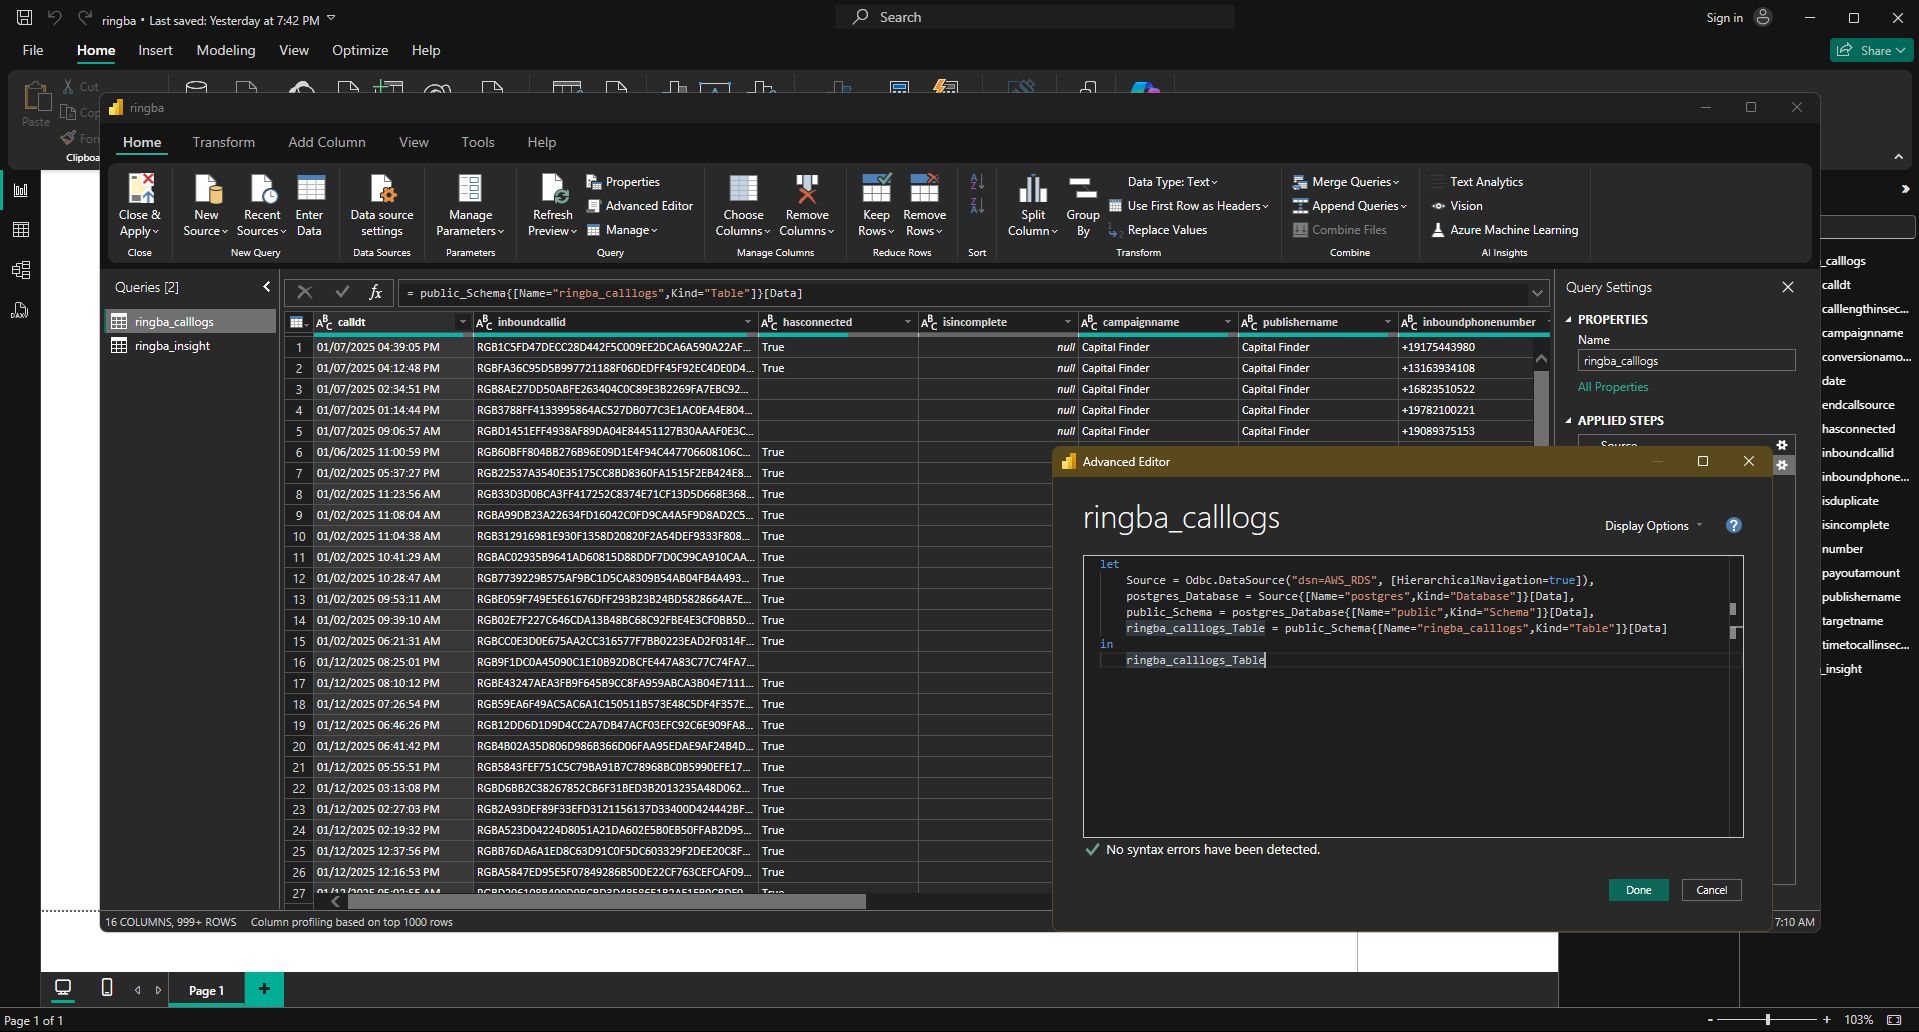 ringba • Last saved: Yesterday at 7:42 PM
Search
Sign in
File Home Insert Modeling View Optimize Help
Share
Paste
Cut
Clipboa
ringba
Home Transform Add Column View Tools Help
Close & Apply
Close
New Source
Recent Sources
Enter Data
New Query
Data source settings
Data Sources
Manage Parameters
Parameters
Refresh Preview
Properties
Advanced Editor
Manage
Query
Choose Columns
Remove Columns
Manage Columns
Keep Rows
Remove Rows
Reduce Rows
Sort
Split Column
Group By
Data Type: Text
Use First Row as Headers
Replace Values
Transform
Merge Queries
Append Queries
Combine Files
Combine
Text Analytics
Vision
Azure Machine Learning
AI Insights
Queries [2]
ringba_calllogs
ringba_insight
= public_Schema{[Name="ringba_calllogs",Kind="Table"]}[Data]
calldt inboundcallid hasconnected isincomplete campaignname publishername inboundphonenumber
1 01/07/2025 04:39:05 PM RGB1C5FD47DECC28D442F5C009EE2DCA6A590A22AF... True null Capital Finder Capital Finder +19175443980
2 01/07/2025 04:12:48 PM RGBFA36C95D5B997721188F06DEDFF45F92EC4DE0D4... True null Capital Finder Capital Finder +13163934108
3 01/07/2025 02:34:51 PM RGB8AE27DD50ABFE263404C0C89E3B2269FA7EBC92... null Capital Finder Capital Finder +16823510522
4 01/07/2025 01:14:44 PM RGB3788FF4133995864AC527DB077C3E1AC0EA4E804... null Capital Finder Capital Finder +19782100221
5 01/07/2025 09:06:57 AM RGBD1451EFF4938AF89DA04E84451127B30AAAF0E3C... null Capital Finder Capital Finder +19089375153
6 01/06/2025 11:00:59 PM RGB60BFF804BB276B96E09D1E4F94C447706608106C... True
7 01/02/2025 05:37:27 PM RGB22537A3540E35175CC8BD8360FA1515F2EB424E8... True
8 01/02/2025 11:23:56 AM RGB33D3D0BCA3FF417252C8374E71CF13D5D668E368... True
9 01/02/2025 11:08:04 AM RGBA99DB23A22634FD16042C0FD9CA4A5F9D8AD2C5... True
10 01/02/2025 11:04:38 AM RGB312916981E930F1358D20820F2A54DEF9333F808... True
11 01/02/2025 10:41:29 AM RGBAC02935B9641AD60815D88DDF7D0C99CA910CAA... True
12 01/02/2025 10:28:47 AM RGB7739229B575AF9BC1D5CA8309B54AB04FB4A493... True
13 01/02/2025 09:53:11 AM RGBE059F749E5E61676DFF293B23B24BD5828664A7E... True
14 01/02/2025 09:39:10 AM RGB02E7F227C646CDA13B48BC68C92FBE4E3CF0BB5D... True
15 01/02/2025 06:21:31 AM RGBCC0E3D0E675AA2CC316577F7BB0223EAD2F0314F... True
16 01/12/2025 08:25:01 PM RGB9F1DC0A45090C1E10B92DBCFE447A83C77C74FA7...
17 01/12/2025 08:10:12 PM RGBE43247AEA3FB9F645B9CC8FA959ABCA3B04E7111... True
18 01/12/2025 07:26:54 PM RGB59EA6F49AC5AC6A1C150511B573E48C5DF4F357E... True
19 01/12/2025 06:46:26 PM RGB12DD6D1D9D4CC2A7DB47ACF03EFC92C6E909FA8... True
20 01/12/2025 06:41:42 PM RGB4B02A35D806D986B366D06FAA95EDAE9AF24B4D... True
21 01/12/2025 05:55:51 PM RGB5843FEF751C5C79BA91B7C78968BC0B5990EFE17... True
22 01/12/2025 03:13:08 PM RGBD6BB2C38267852CB6F31BED3B2013235A48D062... True
23 01/12/2025 02:27:03 PM RGB2A93DEF89F33EFD3121156137D33400D424442BF... True
24 01/12/2025 02:19:32 PM RGBA523D04224D8051A21DA602E5B0EB50FFAB2D95... True
25 01/12/2025 12:37:56 PM RGBB76DA6A1ED8C63D91C0F5DC603329F2DEE20C8F... True
26 01/12/2025 12:16:53 PM RGBA5847ED95E5F07849286B50DE22CF763CEFCAF09... True
27
16 COLUMNS, 999+ ROWS Column profiling based on top 1000 rows
Query Settings
PROPERTIES
Name
ringba_calllogs
All Properties
APPLIED STEPS
Source
7:10 AM
Advanced Editor
ringba_calllogs
Display Options
let
Source = Odbc.DataSource("dsn=AWS_RDS", [HierarchicalNavigation=true]),
postgres_Database = Source{[Name="postgres",Kind="Database"]}[Data],
public_Schema = postgres_Database{[Name="public",Kind="Schema"]}[Data],
ringba_calllogs_Table = public_Schema{[Name="ringba_calllogs",Kind="Table"]}[Data]
in
ringba_calllogs_Table
No syntax errors have been detected.
Done
Cancel
_calllogs
calldt
calllengthinsec...
campaignname
conversionamo...
date
endcallsource
hasconnected
inboundcallid
inboundphone...
isduplicate
isincomplete
number
payoutamount
publishername
targetname
timetocallinsec...
_insight
Page 1
Page 1 of 1
103%